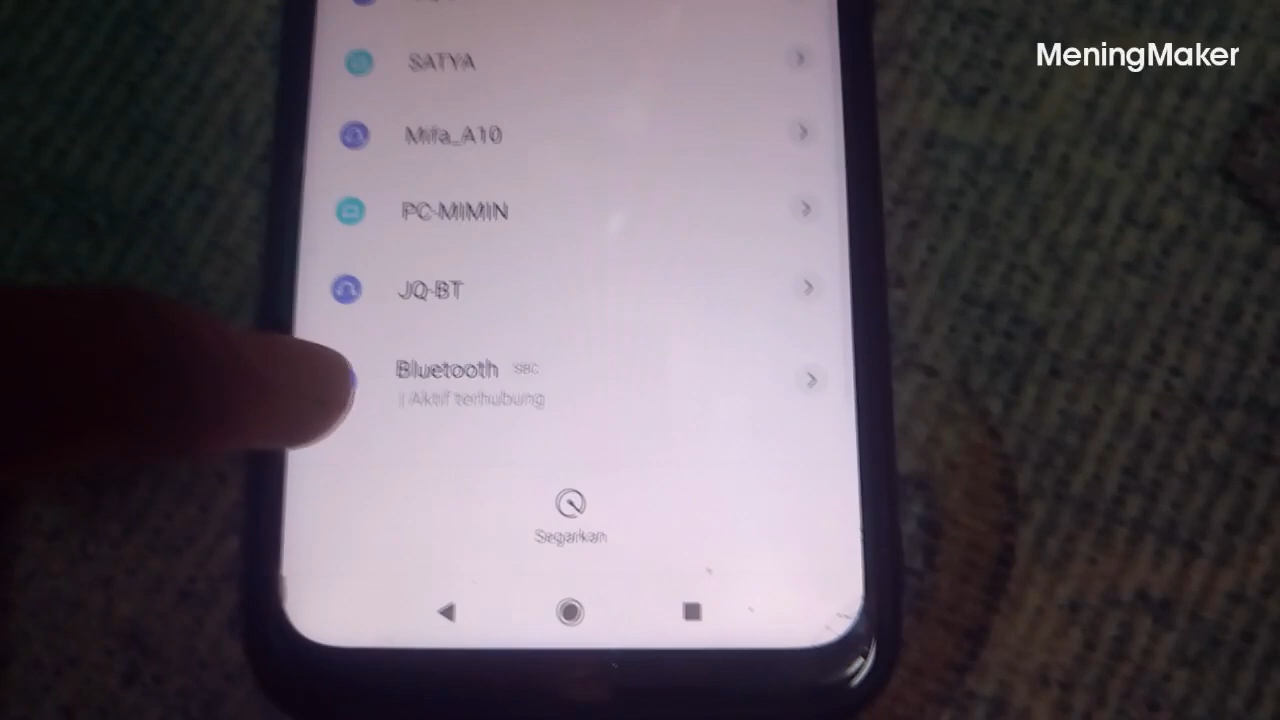 MeningMaker
SATYA
Mifa_A10
PC-MIMIN
JQ-BT
Bluetooth SBC
| Aktif terhubung
Segarkan